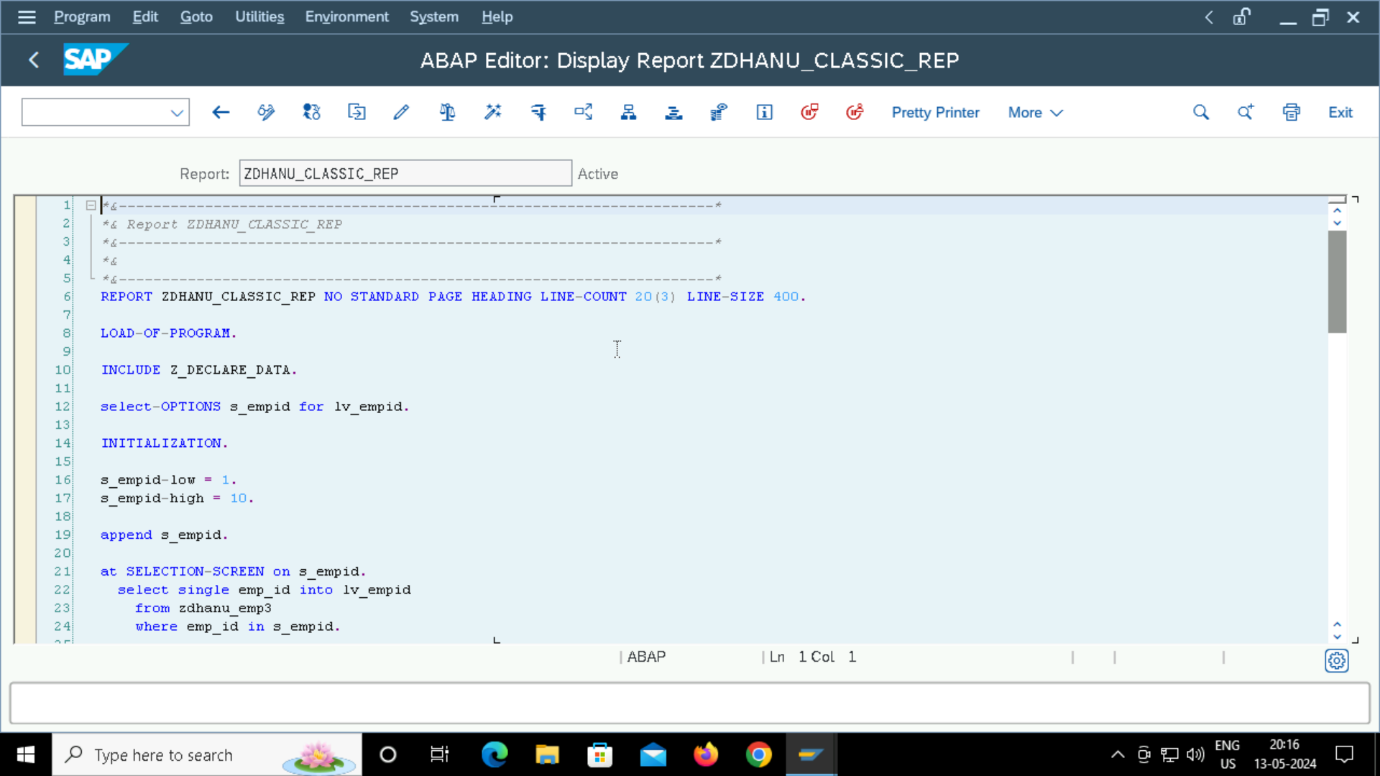 Program Edit Goto Utilities Environment System Help
SAP ABAP Editor: Display Report ZDHANU_CLASSIC_REP
Pretty Printer More Exit
Report: ZDHANU_CLASSIC_REP Active
1 *&---------------------------------------------------------------------*
2 *& Report ZDHANU_CLASSIC_REP
3 *&---------------------------------------------------------------------*
4 *&
5 *&---------------------------------------------------------------------*
6 REPORT ZDHANU_CLASSIC_REP NO STANDARD PAGE HEADING LINE-COUNT 20(3) LINE-SIZE 400.
7
8 LOAD-OF-PROGRAM.
9
10 INCLUDE Z_DECLARE_DATA.
11
12 select-OPTIONS s_empid for lv_empid.
13
14 INITIALIZATION.
15
16 s_empid-low = 1.
17 s_empid-high = 10.
18
19 append s_empid.
20
21 at SELECTION-SCREEN on s_empid.
22 select single emp_id into lv_empid
23 from zdhanu_emp3
24 where emp_id in s_empid.
ABAP Ln 1 Col 1
Type here to search ENG 20:16
US 13-05-2024